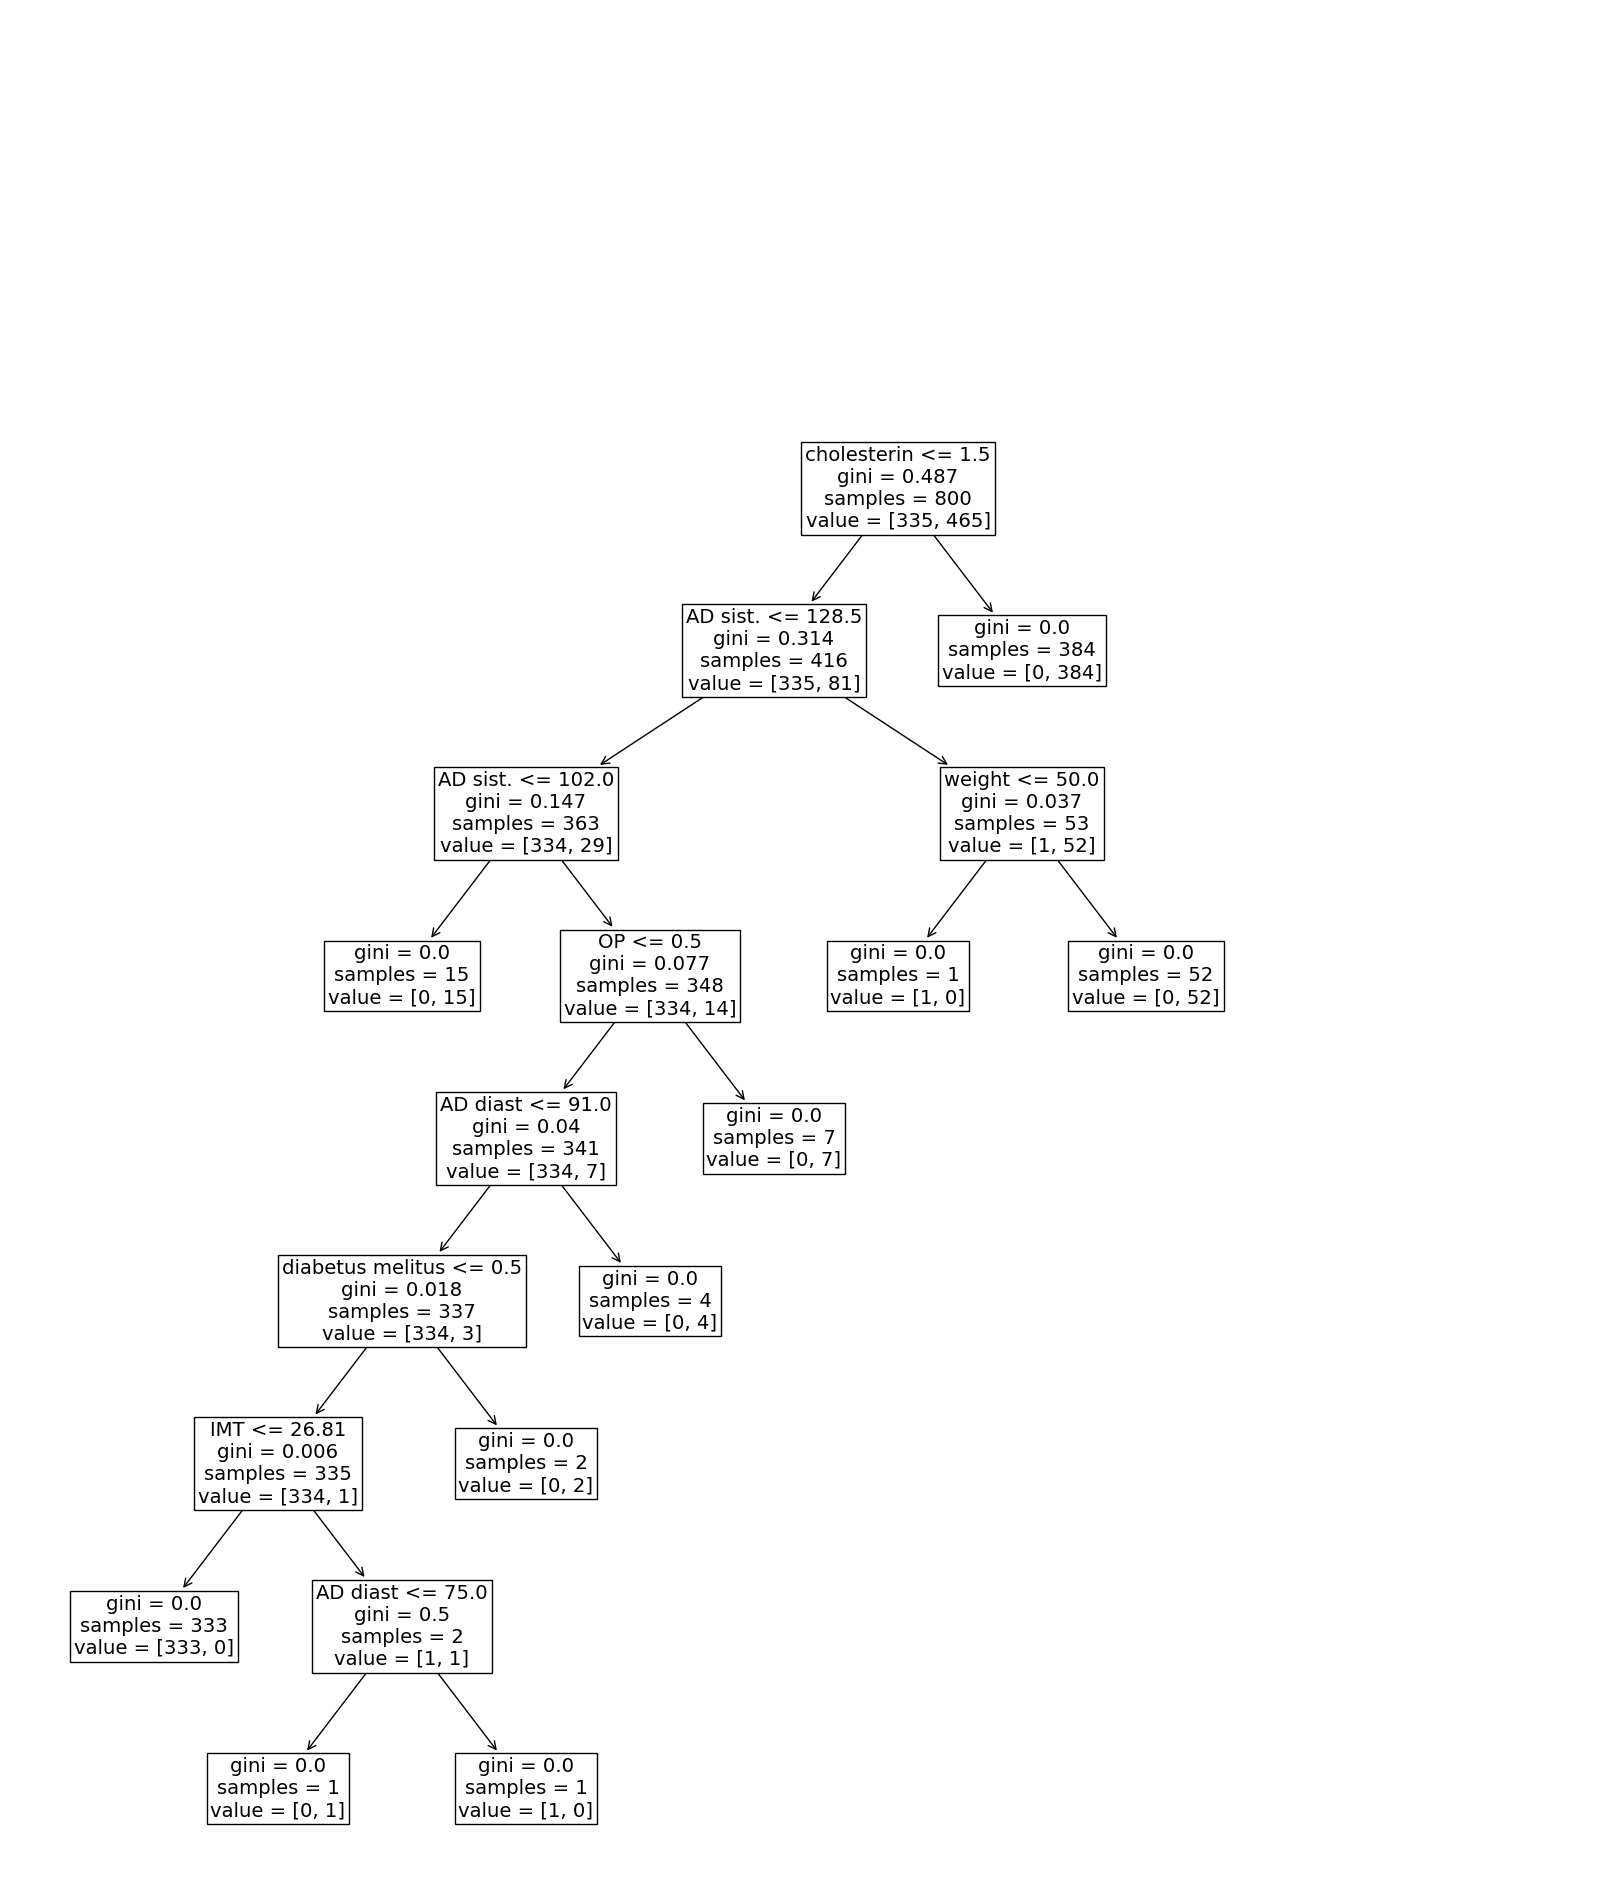 cholesterin <= 1.5
gini = 0.487
samples = 800
value = [335, 465]
AD sist. <= 128.5
gini = 0.314
samples = 416
value = [335, 81]
gini = 0.0
samples = 384
value = [0, 384]
AD sist. <= 102.0
gini = 0.147
samples = 363
value = [334, 29]
weight <= 50.0
gini = 0.037
samples = 53
value = [1, 52]
gini = 0.0
samples = 15
value = [0, 15]
OP <= 0.5
gini = 0.077
samples = 348
value = [334, 14]
gini = 0.0
samples = 1
value = [1, 0]
gini = 0.0
samples = 52
value = [0, 52]
AD diast <= 91.0
gini = 0.04
samples = 341
value = [334, 7]
gini = 0.0
samples = 7
value = [0, 7]
diabetus melitus <= 0.5
gini = 0.018
samples = 337
value = [334, 3]
gini = 0.0
samples = 4
value = [0, 4]
IMT <= 26.81
gini = 0.006
samples = 335
value = [334, 1]
gini = 0.0
samples = 2
value = [0, 2]
gini = 0.0
samples = 333
value = [333, 0]
AD diast <= 75.0
gini = 0.5
samples = 2
value = [1, 1]
gini = 0.0
samples = 1
value = [0, 1]
gini = 0.0
samples = 1
value = [1, 0]